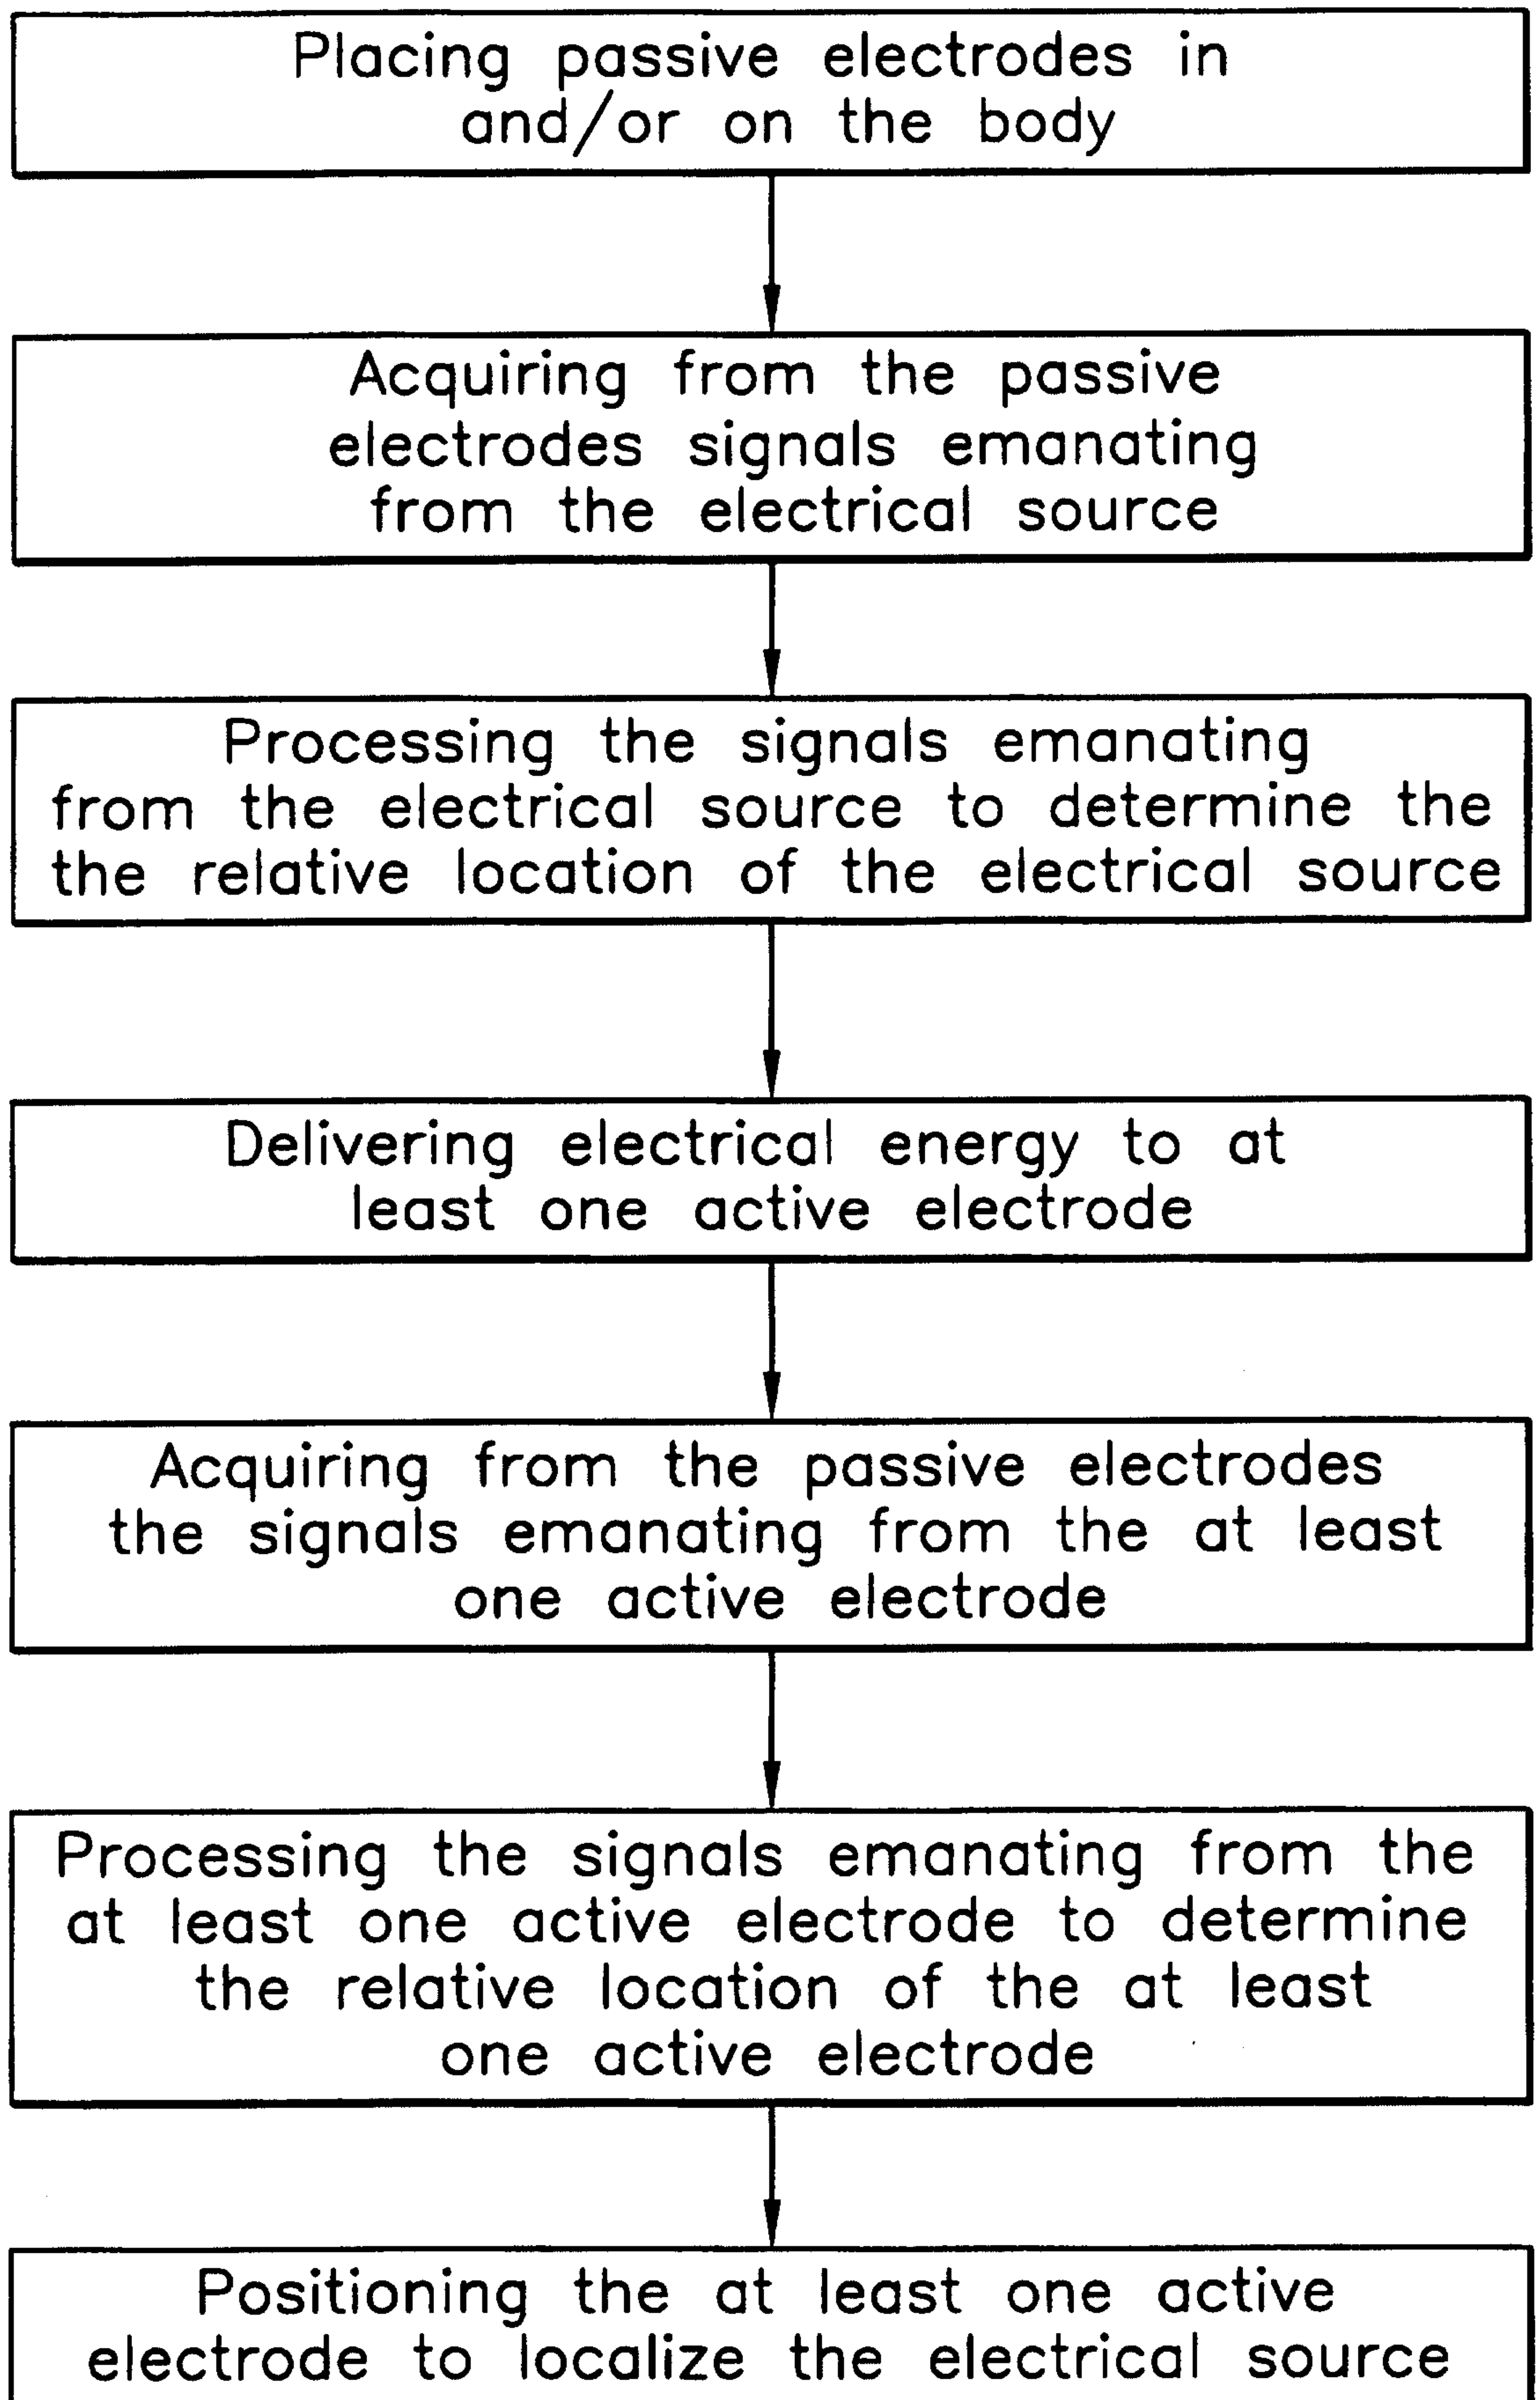 Placing passive electrodes in
and/or on the body
Acquiring from the passive
electrodes signals emanating
from the electrical source
Processing the signals emanating
from the electrical source to determine the
the relative location of the electrical source
Delivering electrical energy to at
least one active electrode
Acquiring from the passive electrodes
the signals emanating from the at least
one active electrode
Processing the signals emanating from the
at least one active electrode to determine
the relative location of the at least
one active electrode
Positioning the at least one active
electrode to localize the electrical source